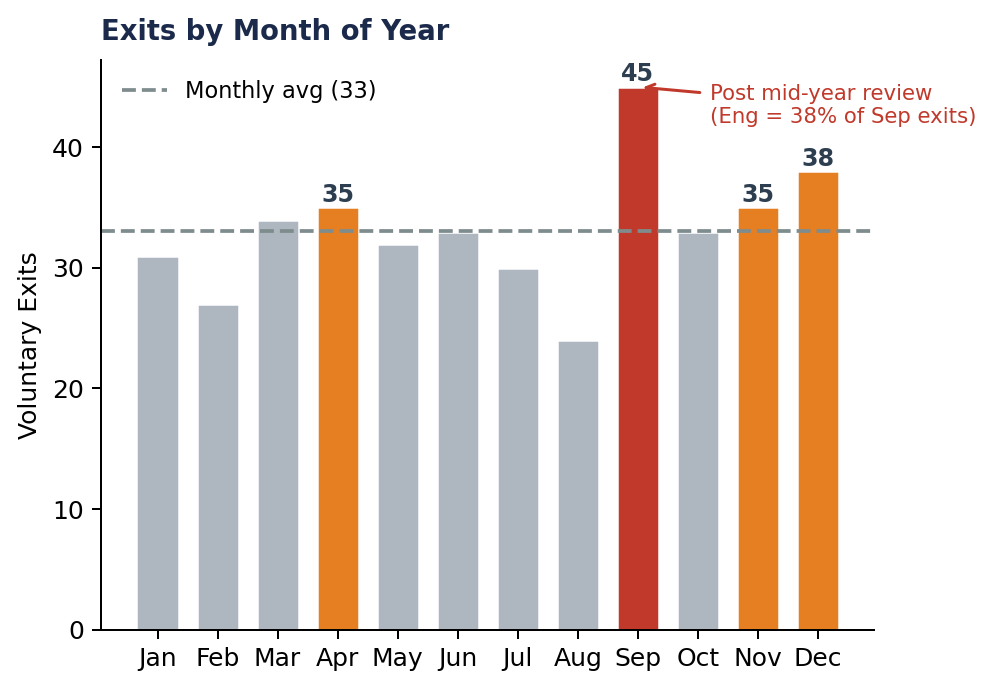 Exits by Month of Year
Monthly avg (33)
45
Post mid-year review
(Eng = 38% of Sep exits)
38
35
35
Voluntary Exits
40
30
20
10
0
Jan Feb Mar Apr May Jun Jul Aug Sep Oct Nov Dec